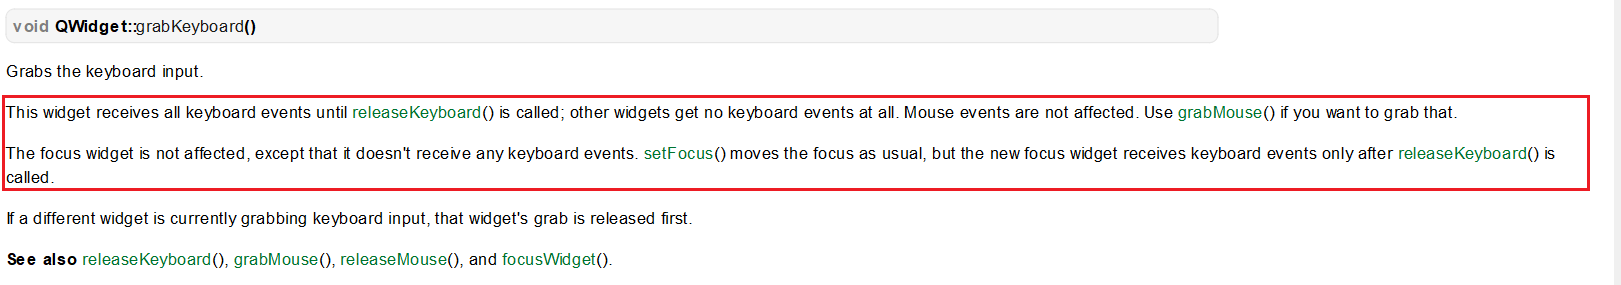 void QWidget::grabKeyboard()
Grabs the keyboard input.
This widget receives all keyboard events until releaseKeyboard() is called; other widgets get no keyboard events at all. Mouse events are not affected. Use grabMouse() if you want to grab that.
The focus widget is not affected, except that it doesn't receive any keyboard events. setFocus() moves the focus as usual, but the new focus widget receives keyboard events only after releaseKeyboard() is
called.
If a different widget is currently grabbing keyboard input, that widget's grab is released first.
See also releaseKeyboard(), grabMouse(), releaseMouse(), and focusWidget().